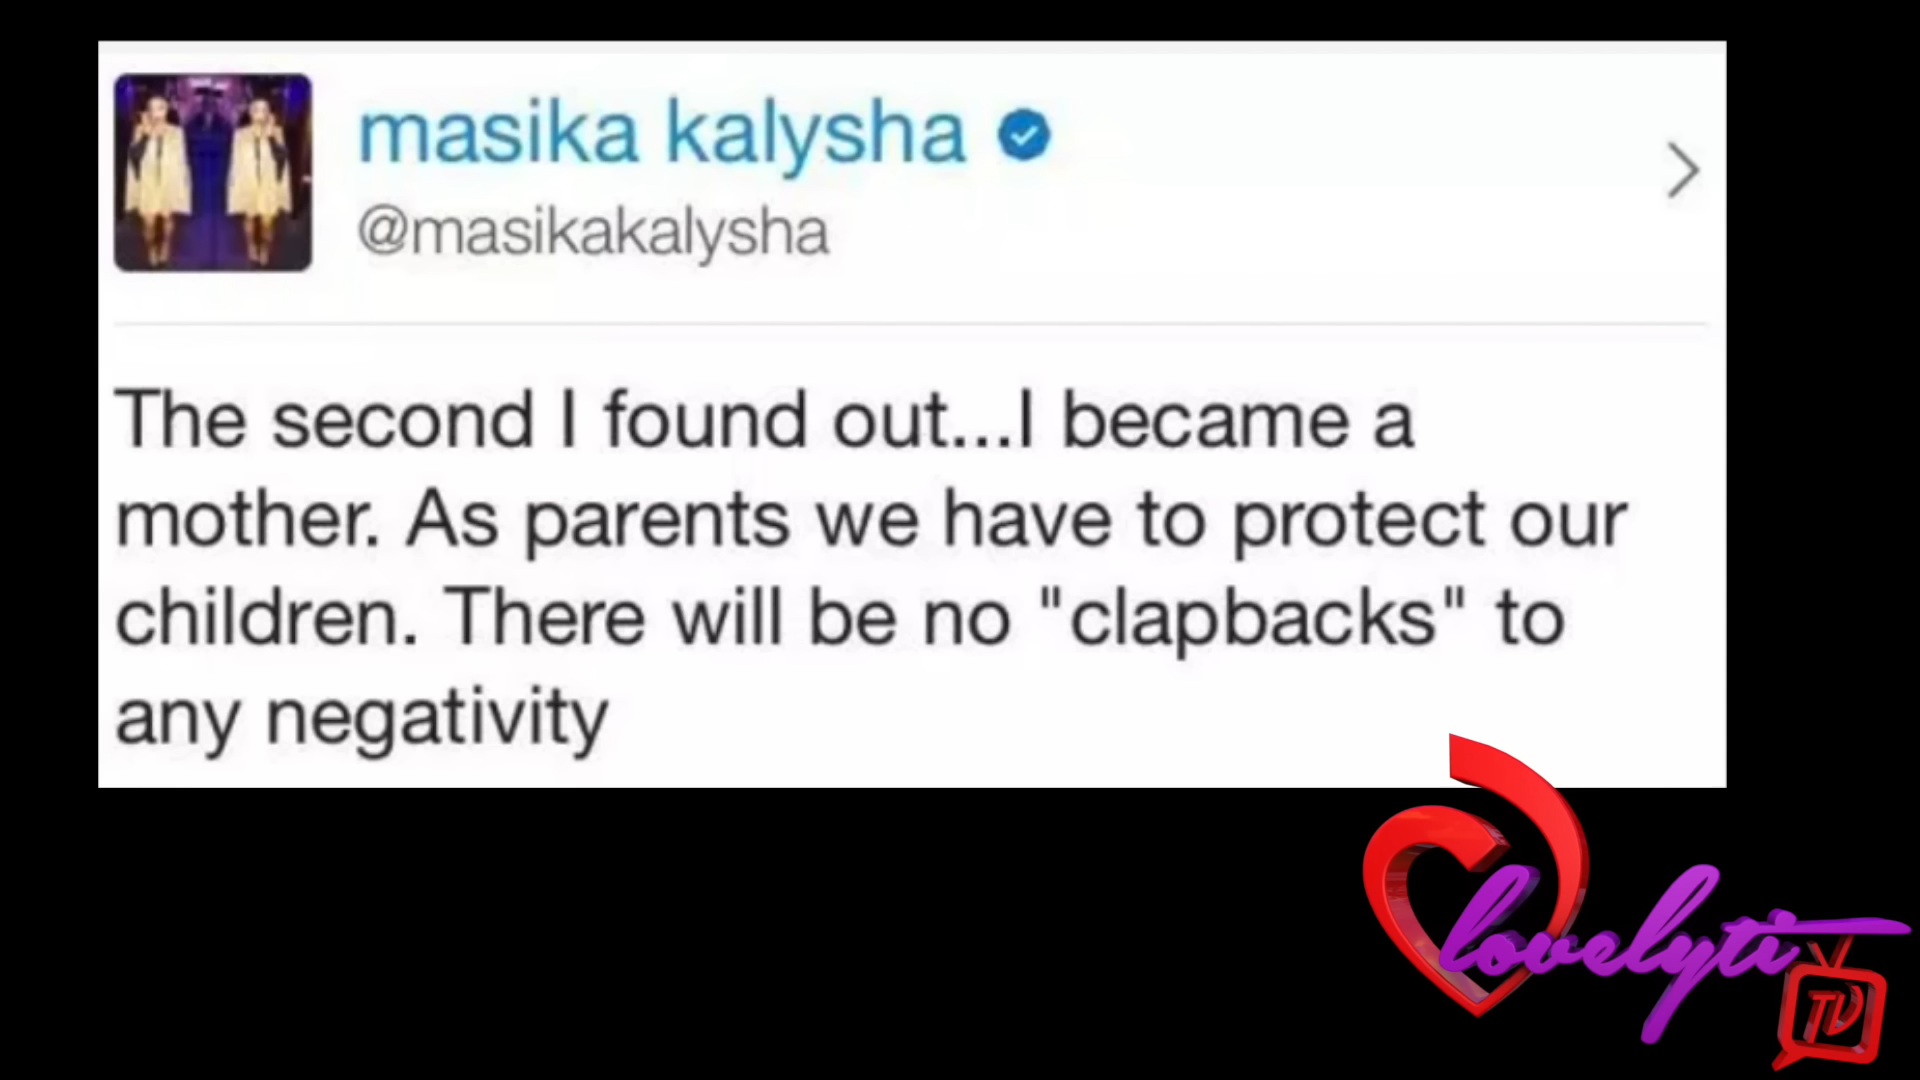 masika kalysha
@masikakalysha
The second I found out...I became a
mother. As parents we have to protect our
children. There will be no "clapbacks" to
any negativity
lovelyti
TV